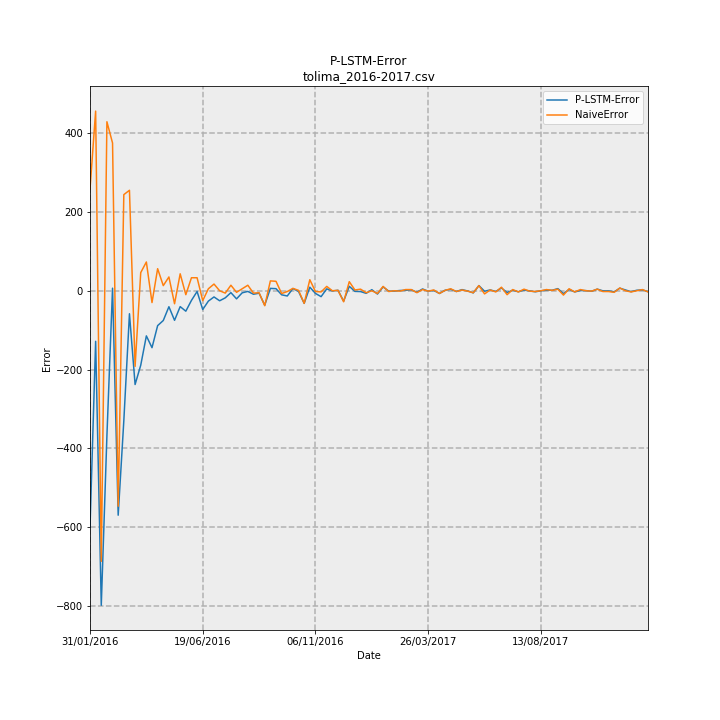 P-LSTM-Error
tolima_2016-2017.csv
P-LSTM-Error
NaiveError
Error
400
200
0
−200
−400
−600
−800
31/01/2016
19/06/2016
06/11/2016
26/03/2017
13/08/2017
Date